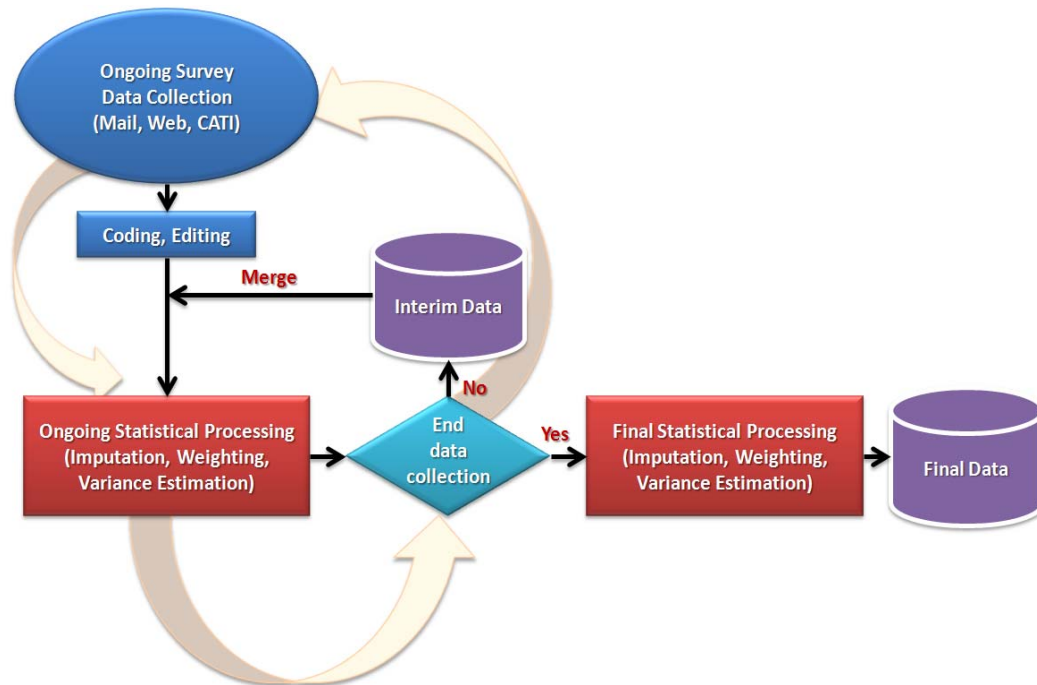 Ongoing Survey
Data Collection
(Mail, Web, CATI)
Coding, Editing
Merge
Interim Data
No
Ongoing Statistical Processing
(Imputation, Weighting,
Variance Estimation)
End
data
collection
Yes
Final Statistical Processing
(Imputation, Weighting,
Variance Estimation)
Final Data